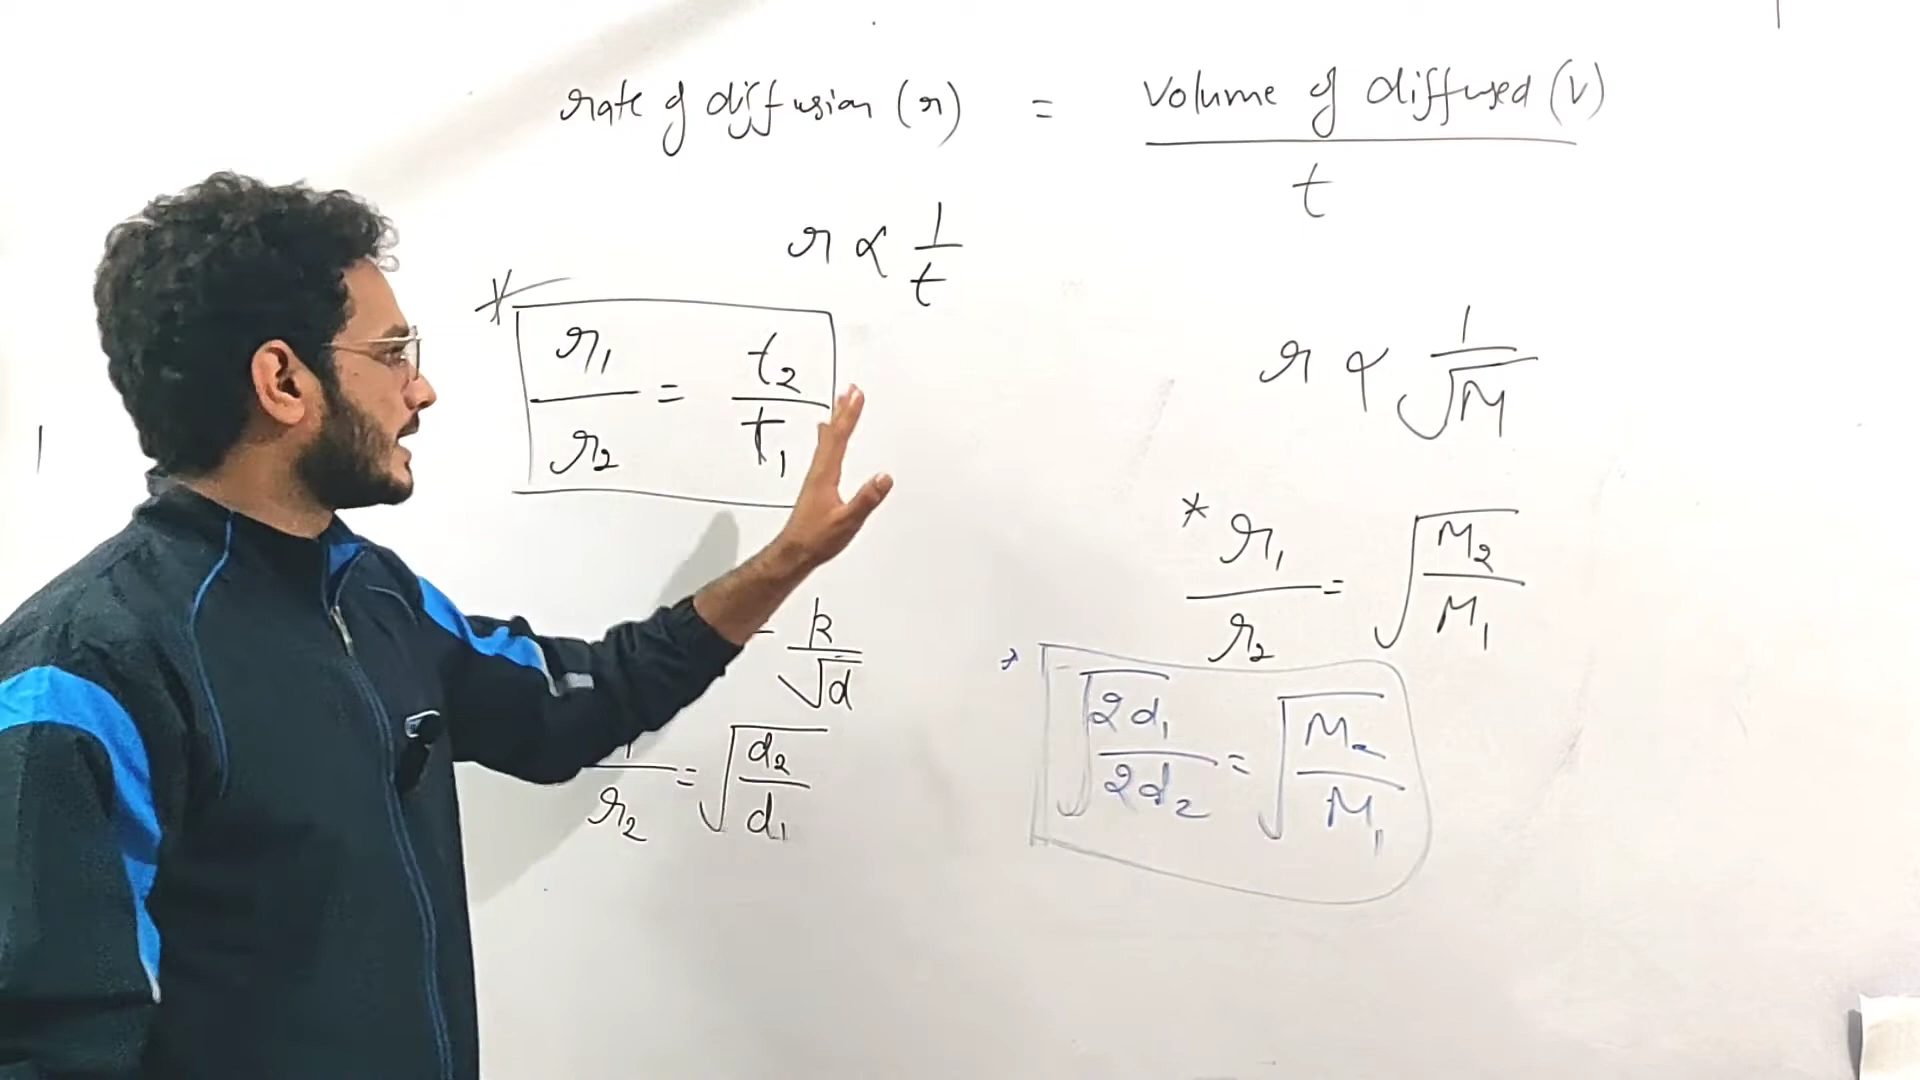 rate of diffusion (r) = Volume of diffused (V) / t
r ∝ 1/t
* r₁/r₂ = t₂/t₁
r ∝ 1/√M
* r₁/r₂ = √(M₂/M₁)
k/√d
r₂ = √(d₂/d₁)
√(2d₁/2d₂) = √(M₂/M₁)